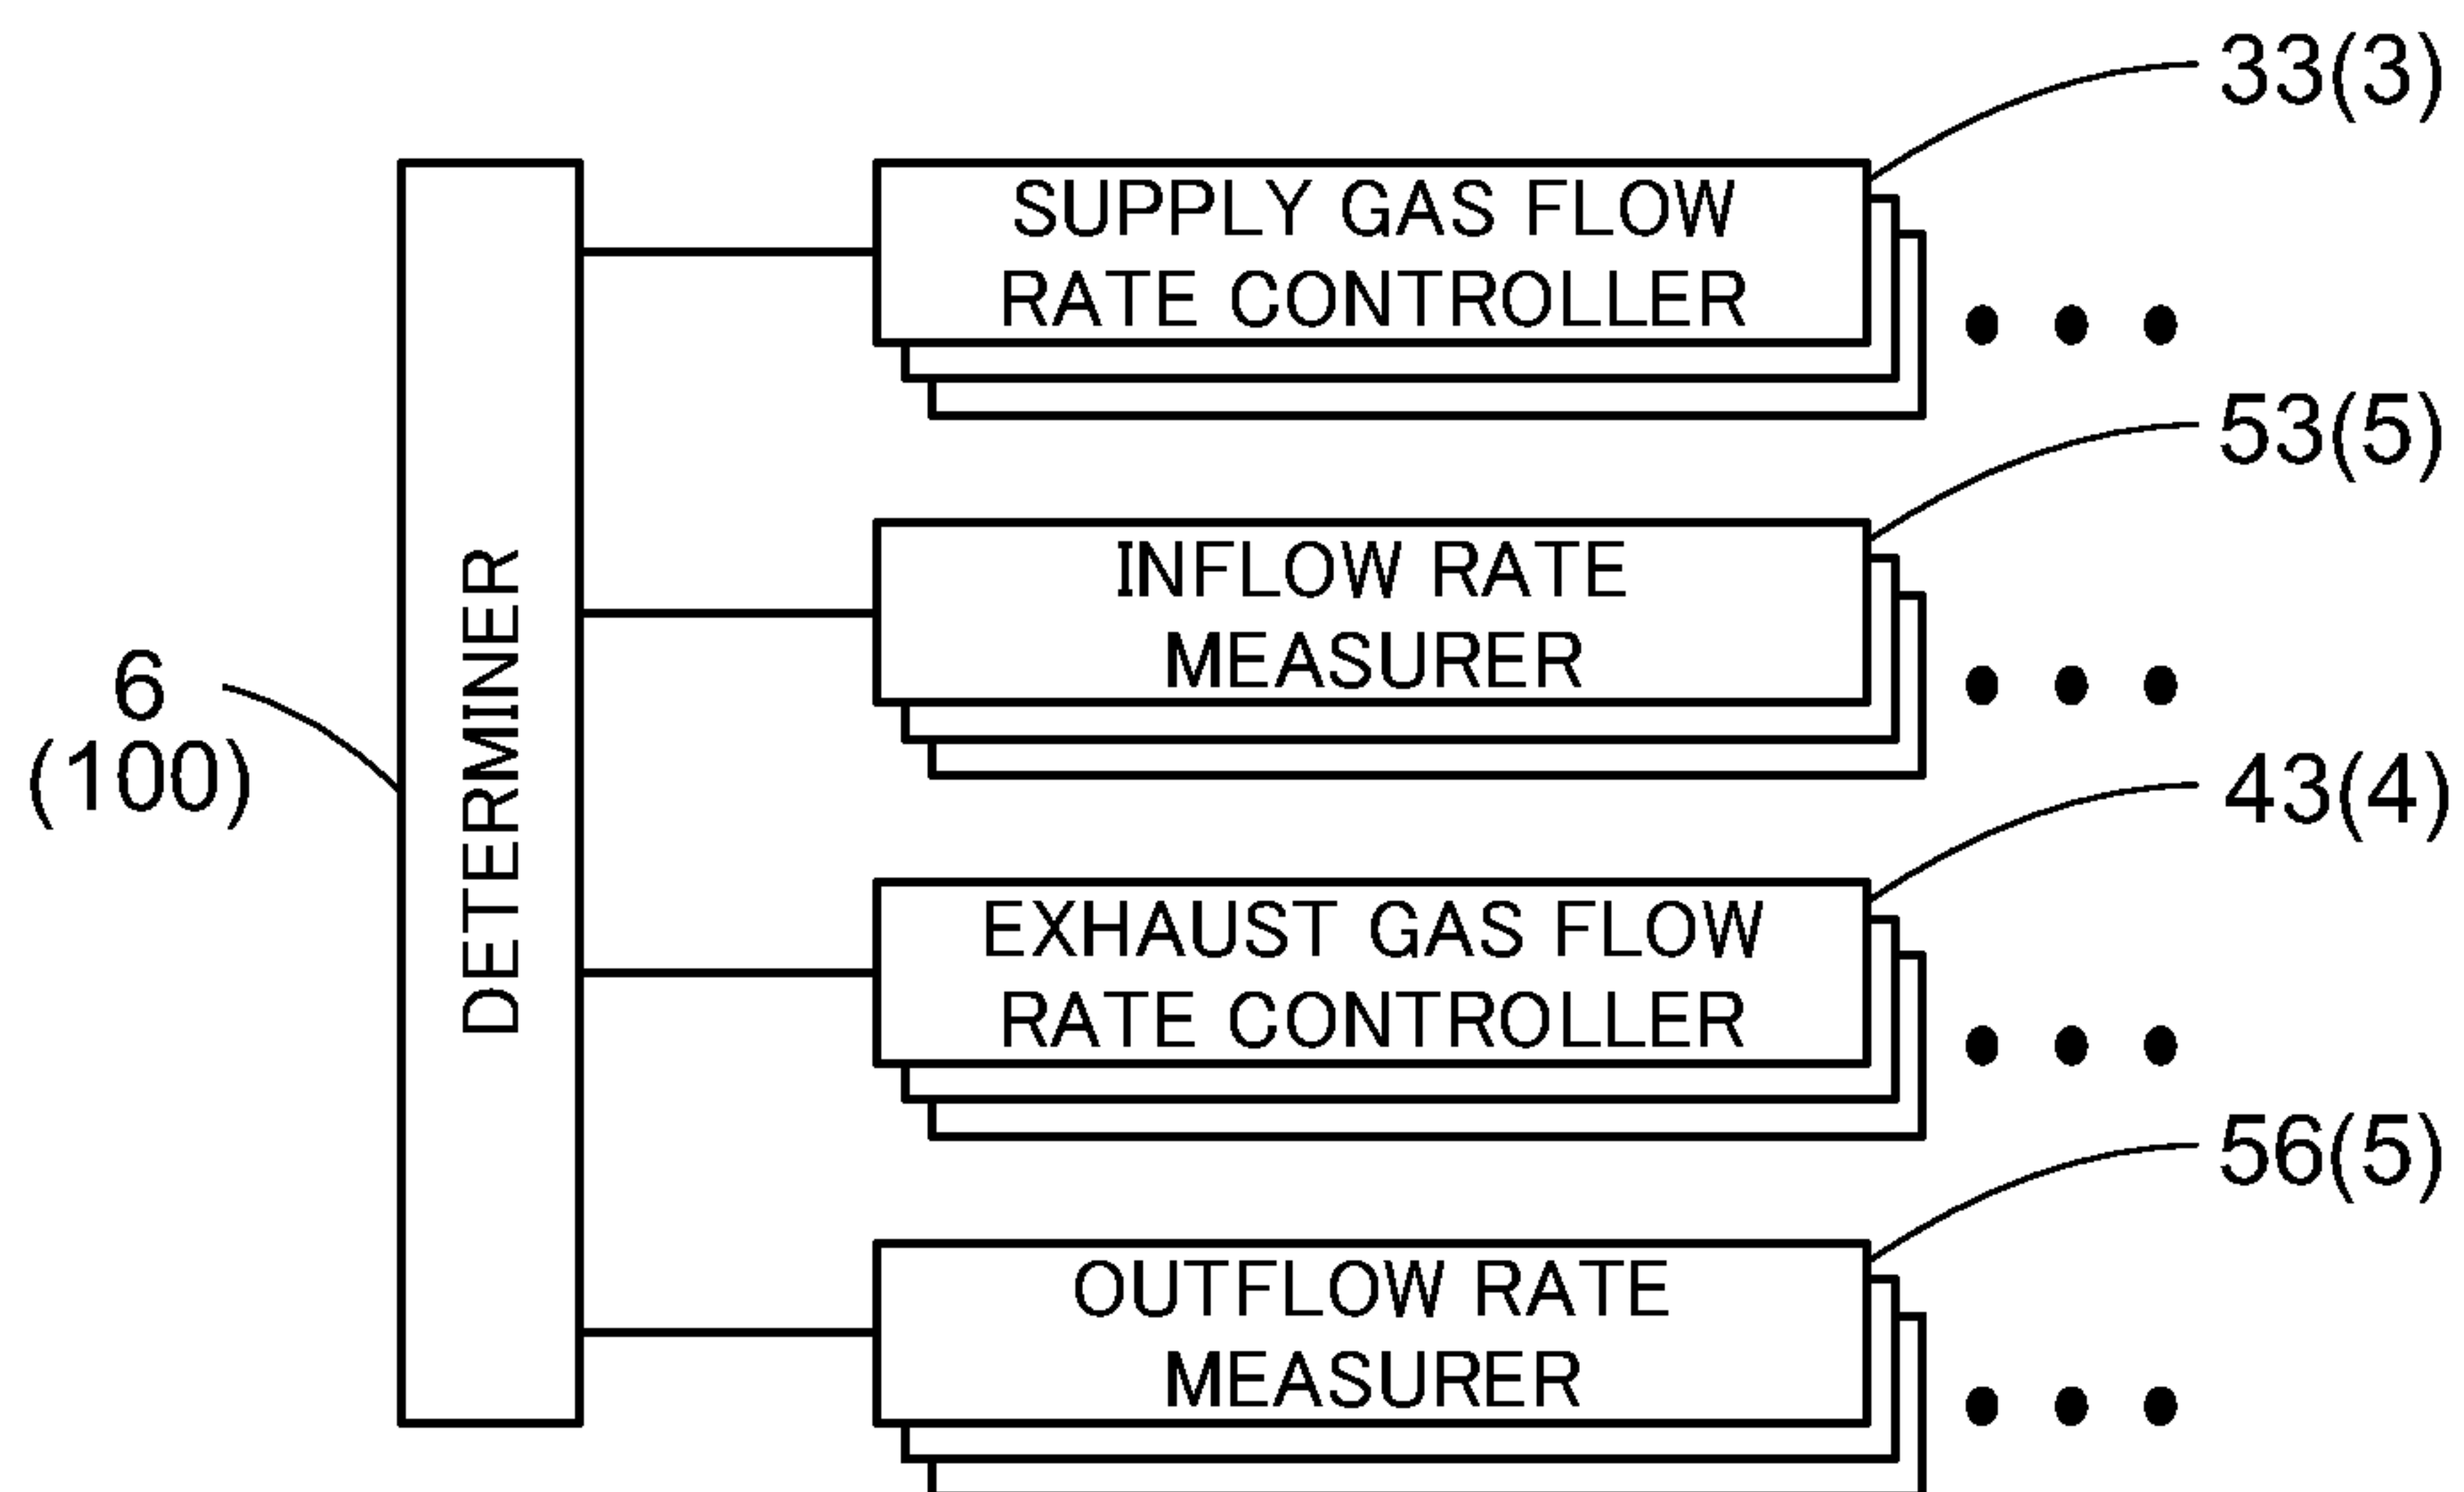 33(3)
SUPPLY GAS FLOW
RATE CONTROLLER
53(5)
INFLOW RATE
MEASURER
6
(100)
DETERMINER
43(4)
EXHAUST GAS FLOW
RATE CONTROLLER
56(5)
OUTFLOW RATE
MEASURER